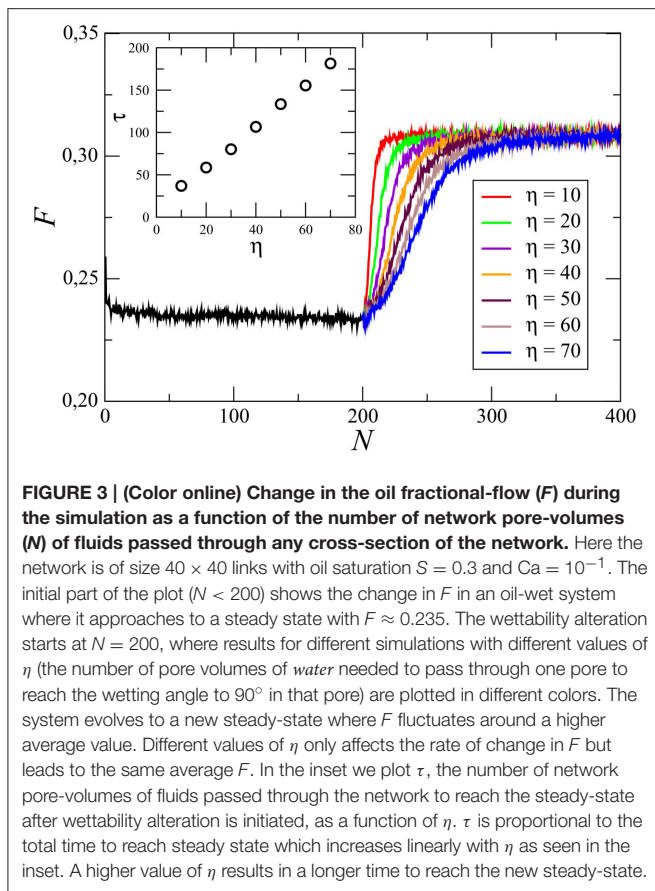 0,35
0,30
0,25
0,20
F
0
100
200
300
400
N
200
150
100
50
0
τ
0
20
40
60
80
η
η = 10
η = 20
η = 30
η = 40
η = 50
η = 60
η = 70
FIGURE 3 | (Color online) Change in the oil fractional-flow (F) during
the simulation as a function of the number of network pore-volumes
(N) of fluids passed through any cross-section of the network. Here the
network is of size 40 × 40 links with oil saturation S = 0.3 and Ca = 10⁻¹. The
initial part of the plot (N < 200) shows the change in F in an oil-wet system
where it approaches to a steady state with F ≈ 0.235. The wettability alteration
starts at N = 200, where results for different simulations with different values of
η (the number of pore volumes of water needed to pass through one pore to
reach the wetting angle to 90° in that pore) are plotted in different colors. The
system evolves to a new steady-state where F fluctuates around a higher
average value. Different values of η only affects the rate of change in F but
leads to the same average F. In the inset we plot τ, the number of network
pore-volumes of fluids passed through the network to reach the steady-state
after wettability alteration is initiated, as a function of η. τ is proportional to the
total time to reach steady state which increases linearly with η as seen in the
inset. A higher value of η results in a longer time to reach the new steady-state.